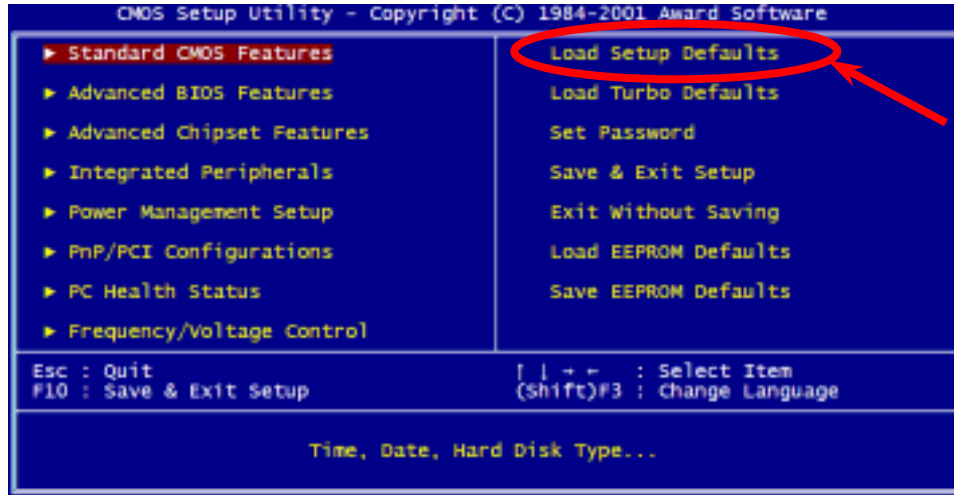 CMOS Setup Utility - Copyright (C) 1984-2001 Award Software
► Standard CMOS Features
► Advanced BIOS Features
► Advanced Chipset Features
► Integrated Peripherals
► Power Management Setup
► PnP/PCI Configurations
► PC Health Status
► Frequency/Voltage Control
Load Setup Defaults
Load Turbo Defaults
Set Password
Save & Exit Setup
Exit Without Saving
Load EEPROM Defaults
Save EEPROM Defaults
Esc : Quit
F10 : Save & Exit Setup
↑ ↓ → ← : Select Item
(Shift)F3 : Change Language
Time, Date, Hard Disk Type...